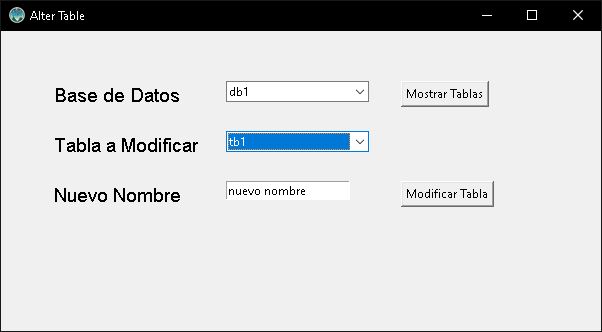 Alter Table
Base de Datos db1 Mostrar Tablas
Tabla a Modificar tb1
Nuevo Nombre nuevo nombre Modificar Tabla